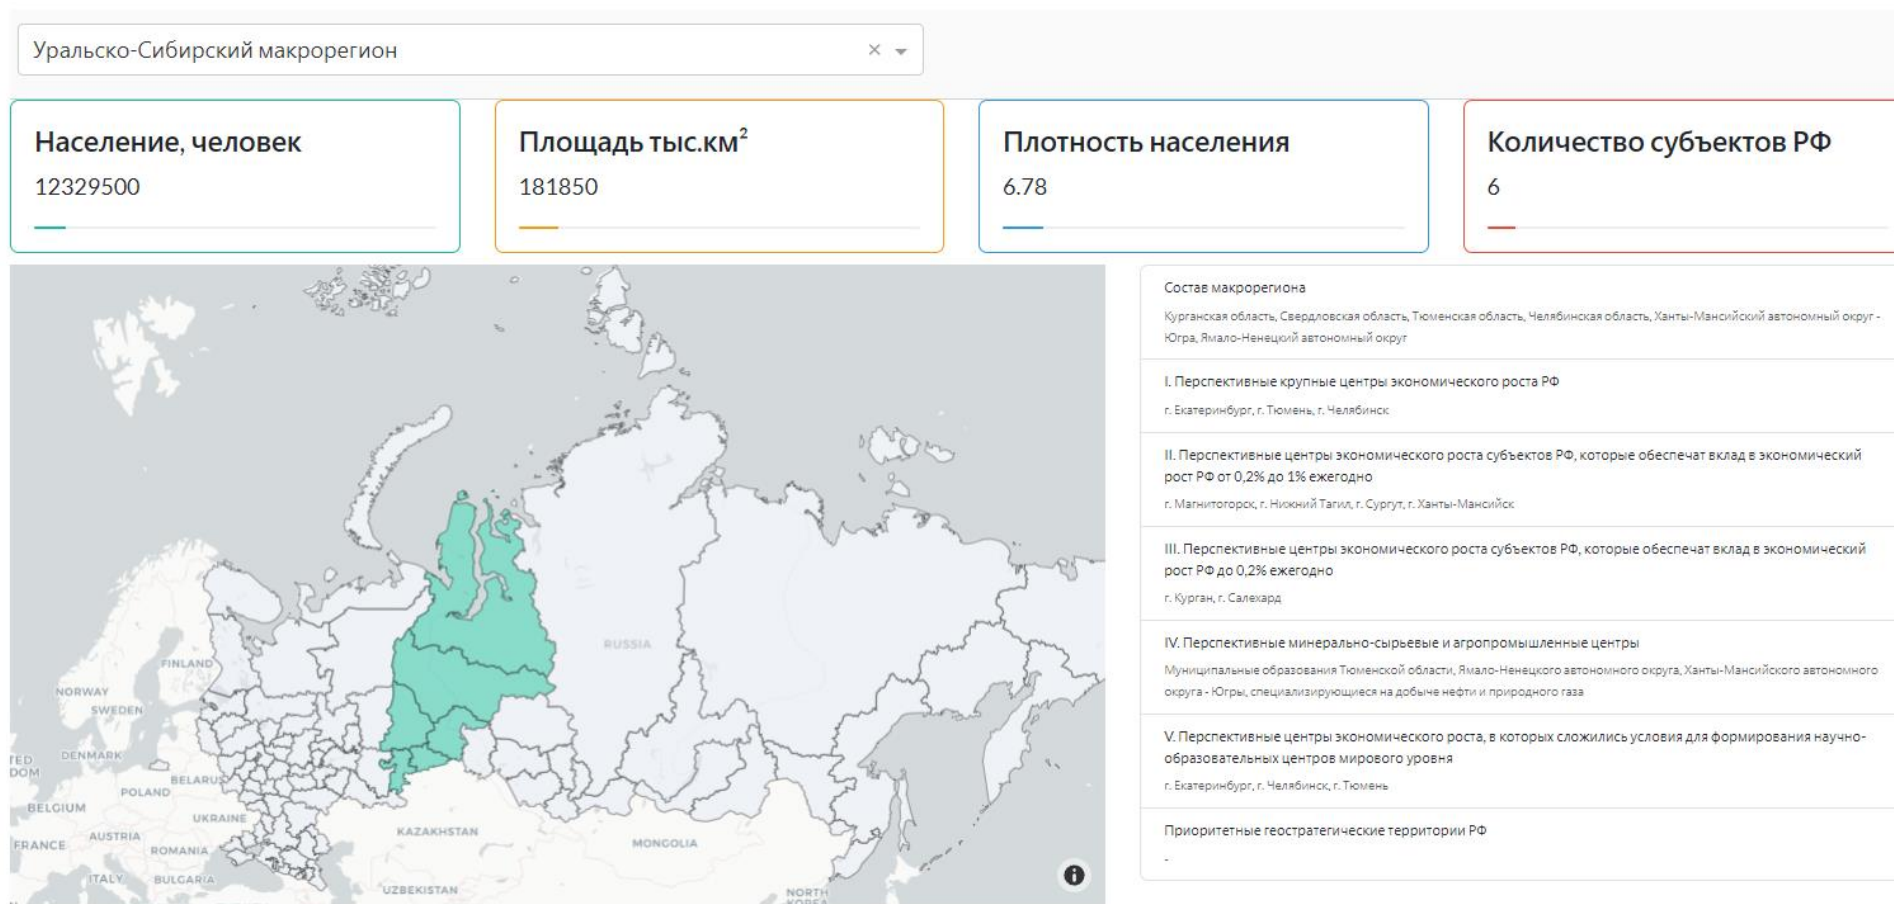 Уральско-Сибирский макрорегион
Население, человек
12329500
Площадь тыс.км²
181850
Плотность населения
6.78
Количество субъектов РФ
6
Состав макрорегиона
Курганская область, Свердловская область, Тюменская область, Челябинская область, Ханты-Мансийский автономный округ -
Югра, Ямало-Ненецкий автономный округ
I. Перспективные крупные центры экономического роста РФ
г. Екатеринбург, г. Тюмень, г. Челябинск
II. Перспективные центры экономического роста субъектов РФ, которые обеспечат вклад в экономический
рост РФ от 0,2% до 1% ежегодно
г. Магнитогорск, г. Нижний Тагил, г. Сургут, г. Ханты-Мансийск
III. Перспективные центры экономического роста субъектов РФ, которые обеспечат вклад в экономический
рост РФ до 0,2% ежегодно
г. Курган, г. Салехард
IV. Перспективные минерально-сырьевые и агропромышленные центры
Муниципальные образования Тюменской области, Ямало-Ненецкого автономного округа, Ханты-Мансийского автономного
округа - Югры, специализирующиеся на добыче нефти и природного газа
V. Перспективные центры экономического роста, в которых сложились условия для формирования научно-
образовательных центров мирового уровня
г. Екатеринбург, г. Челябинск, г. Тюмень
Приоритетные геостратегические территории РФ
-
RUSSIA
FINLAND
NORWAY
SWEDEN
DENMARK
TED
DOM
BELARUS
POLAND
BELGIUM
UKRAINE
KAZAKHSTAN
MONGOLIA
FRANCE
AUSTRIA
ROMANIA
ITALY
BULGARIA
UZBEKISTAN
NORTH
KOREA